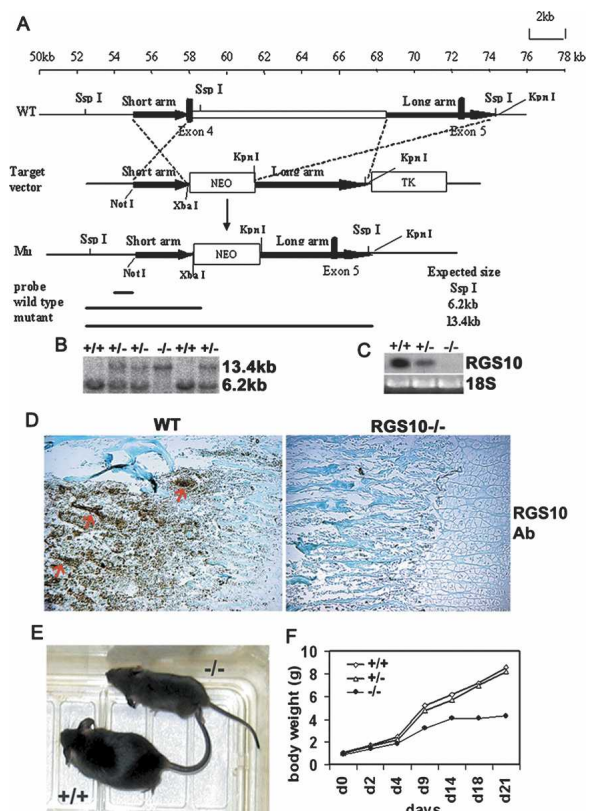 A
2kb
50kb 54 55 58 60 62 64 66 68 70 72 74 76 78 kb
Ssp I
Ssp I
Ssp I
Kpn I
WT
Short arm
Long arm
Exon 4
Exon 5
Target
vector
Short arm
Kpn I
Long arm
Kpn I
NEO
TK
Not I
Xba I
Mu
Ssp I
Short arm
Kpn I
Long arm
Ssp I
Kpn I
NEO
Not I
Xba I
Exon 5
Expected size
Ssp I
probe
wild type
6.2kb
mutant
13.4kb
B
+/+ +/- +/- -/- +/+ +/-
13.4kb
6.2kb
C
+/+ +/- -/-
RGS10
18S
D
WT
RGS10-/-
RGS10
Ab
E
-/-
+/+
F
+/+
+/-
-/-
body weight (g)
10
8
6
4
2
0
d0 d2 d4 d9 d14 d18 d21
days